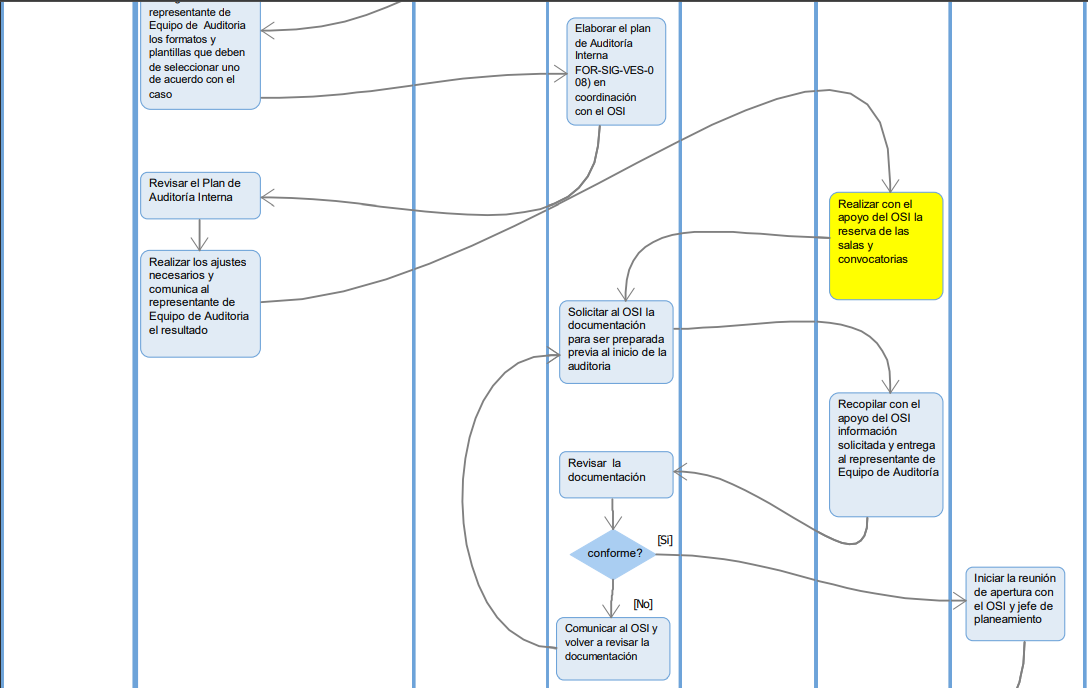 representante de
Equipo de Auditoria
los formatos y
plantillas que deben
de seleccionar uno
de acuerdo con el
caso
Elaborar el plan
de Auditoría
Interna
FOR-SIG-VES-0
08) en
coordinación
con el OSI
Revisar el Plan de
Auditoría Interna
Realizar con el
apoyo del OSI la
reserva de las
salas y
convocatorias
Realizar los ajustes
necesarios y
comunica al
representante de
Equipo de Auditoria
el resultado
Solicitar al OSI la
documentación
para ser preparada
previa al inicio de la
auditoria
Recopilar con el
apoyo del OSI
información
solicitada y entrega
al representante de
Equipo de Auditoría
Revisar la
documentación
conforme?
[Sí]
[No]
Iniciar la reunión
de apertura con
el OSI y jefe de
planeamiento
Comunicar al OSI y
volver a revisar la
documentación